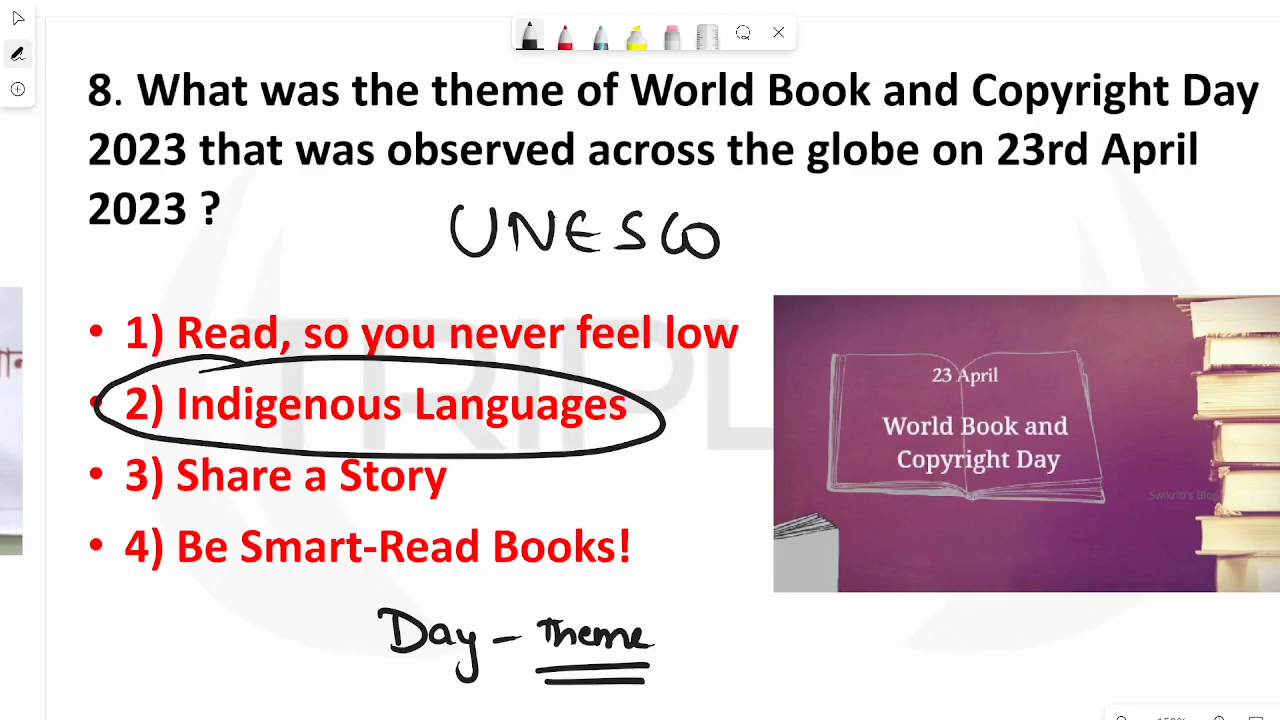 8. What was the theme of World Book and Copyright Day
2023 that was observed across the globe on 23rd April
2023 ?
UNESCO
• 1) Read, so you never feel low
• 2) Indigenous Languages
• 3) Share a Story
• 4) Be Smart-Read Books!
23 April
World Book and
Copyright Day
Swikriti's Blog
Day - Theme